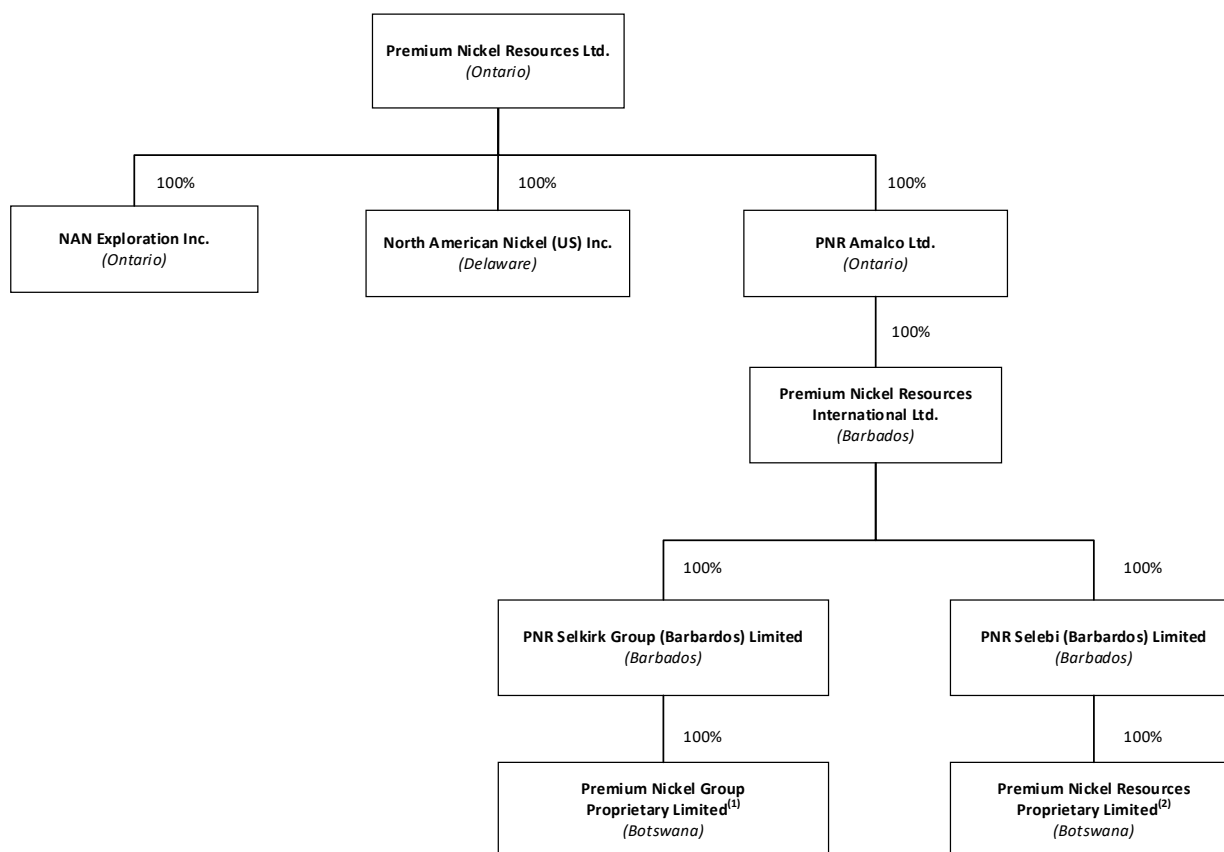 Premium Nickel Resources Ltd.
(Ontario)
100%
100%
100%
NAN Exploration Inc.
(Ontario)
North American Nickel (US) Inc.
(Delaware)
PNR Amalco Ltd.
(Ontario)
100%
Premium Nickel Resources
International Ltd.
(Barbados)
100%
100%
PNR Selkirk Group (Barbardos) Limited
(Barbados)
PNR Selebi (Barbardos) Limited
(Barbados)
100%
100%
Premium Nickel Group
Proprietary Limited(1)
(Botswana)
Premium Nickel Resources
Proprietary Limited(2)
(Botswana)